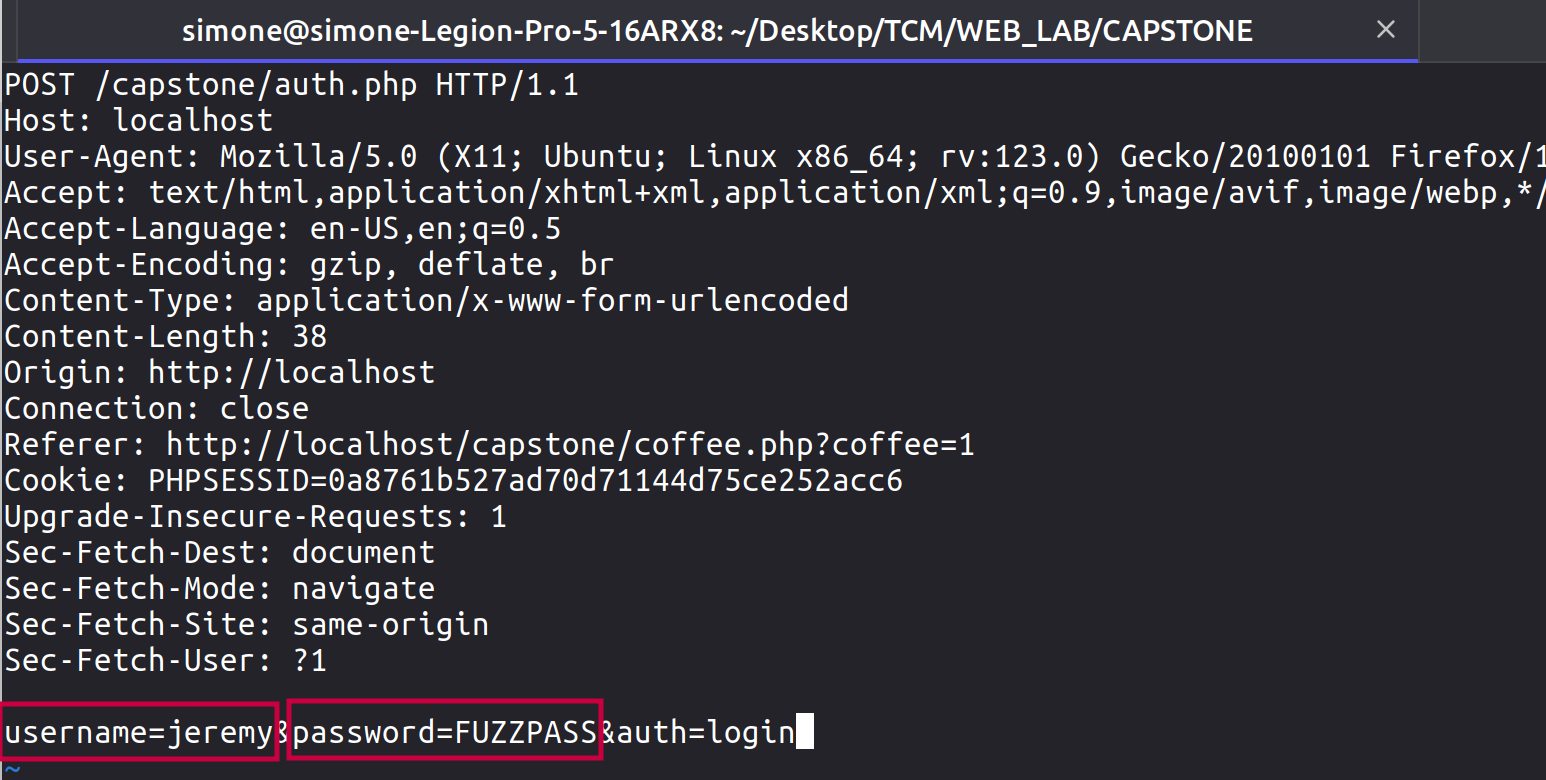 simone@simone-Legion-Pro-5-16ARX8: ~/Desktop/TCM/WEB_LAB/CAPSTONE
POST /capstone/auth.php HTTP/1.1
Host: localhost
User-Agent: Mozilla/5.0 (X11; Ubuntu; Linux x86_64; rv:123.0) Gecko/20100101 Firefox/1
Accept: text/html,application/xhtml+xml,application/xml;q=0.9,image/avif,image/webp,*/
Accept-Language: en-US,en;q=0.5
Accept-Encoding: gzip, deflate, br
Content-Type: application/x-www-form-urlencoded
Content-Length: 38
Origin: http://localhost
Connection: close
Referer: http://localhost/capstone/coffee.php?coffee=1
Cookie: PHPSESSID=0a8761b527ad70d71144d75ce252acc6
Upgrade-Insecure-Requests: 1
Sec-Fetch-Dest: document
Sec-Fetch-Mode: navigate
Sec-Fetch-Site: same-origin
Sec-Fetch-User: ?1
username=jeremy&password=FUZZPASS&auth=login
~